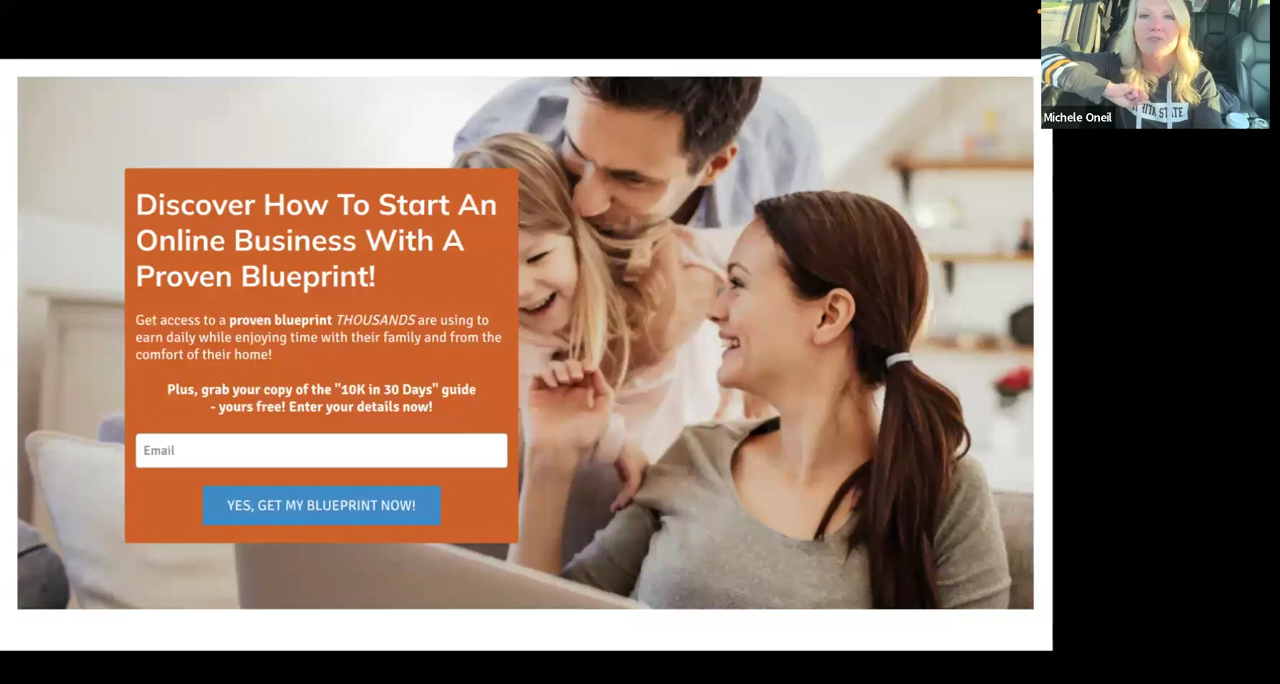 Michele Oneil
Discover How To Start An
Online Business With A
Proven Blueprint!
Get access to a proven blueprint THOUSANDS are using to
earn daily while enjoying time with their family and from the
comfort of their home!
Plus, grab your copy of the "10K in 30 Days" guide
- yours free! Enter your details now!
Email
YES, GET MY BLUEPRINT NOW!